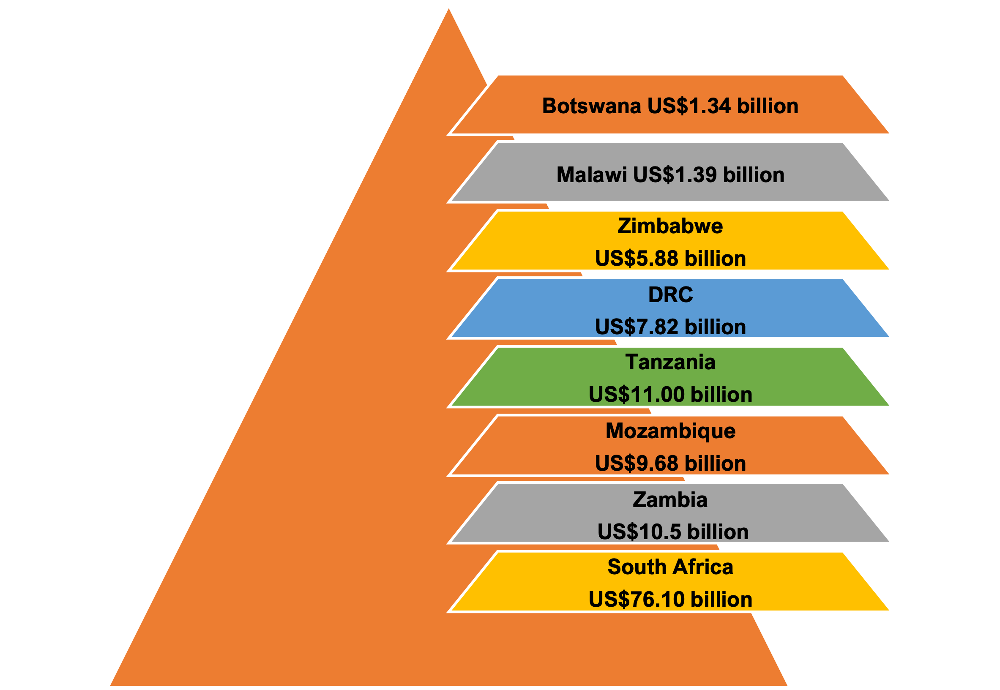 Botswana US$1.34 billion
Malawi US$1.39 billion
Zimbabwe
US$5.88 billion
DRC
US$7.82 billion
Tanzania
US$11.00 billion
Mozambique
US$9.68 billion
Zambia
US$10.5 billion
South Africa
US$76.10 billion